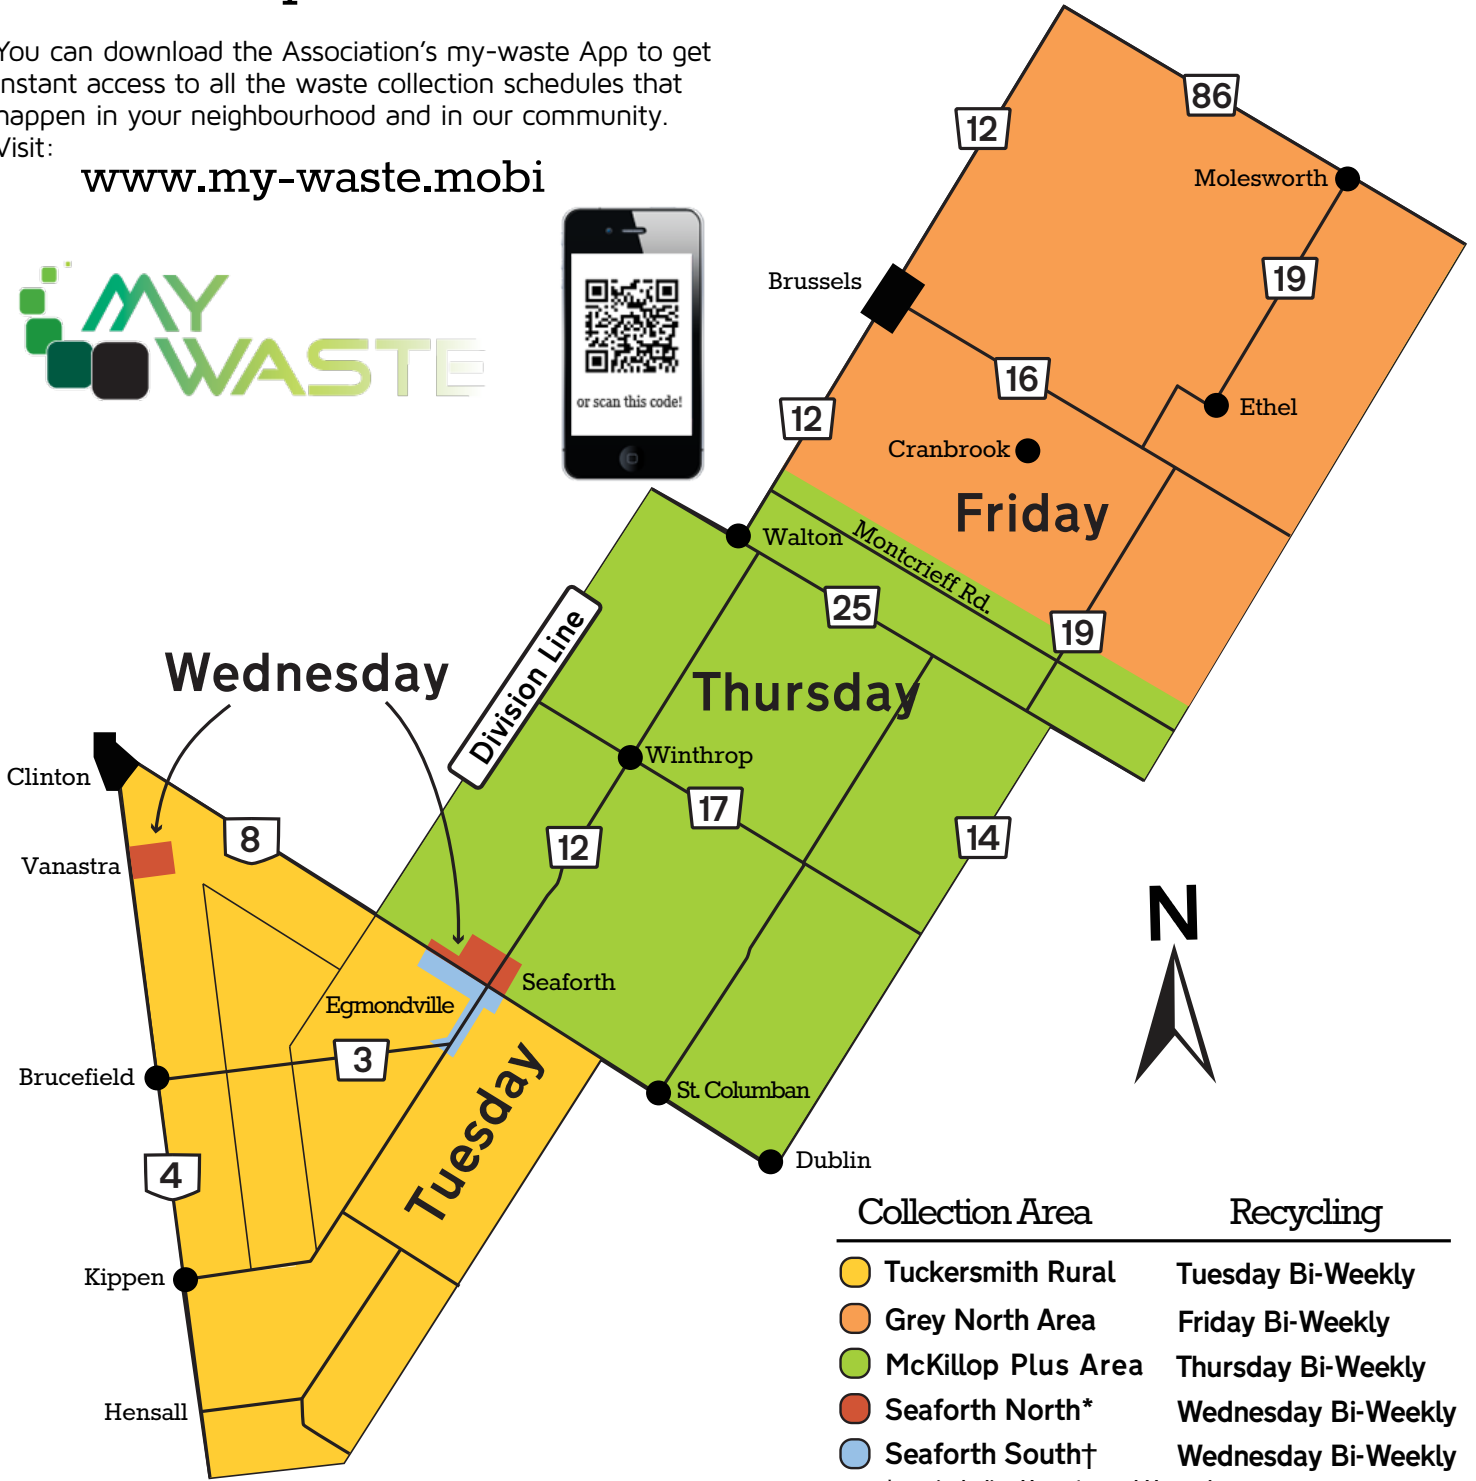 You can download the Association's my-waste App to get
instant access to all the waste collection schedules that
happen in your neighbourhood and in our community.
Visit:
www.my-waste.mobi
MY
WASTE
or scan this code!
86
12
Molesworth
19
Brussels
16
12
Ethel
Cranbrook
Friday
Walton
Montcrieff Rd.
25
19
Division Line
Wednesday
Thursday
Winthrop
Clinton
17
8
12
14
Vanastra
N
Seaforth
Egmondville
3
Brucefield
Tuesday
St. Columban
Dublin
4
Kippen
Hensall
Collection Area Recycling
Tuckersmith Rural Tuesday Bi-Weekly
Grey North Area Friday Bi-Weekly
McKillop Plus Area Thursday Bi-Weekly
Seaforth North* Wednesday Bi-Weekly
Seaforth South† Wednesday Bi-Weekly